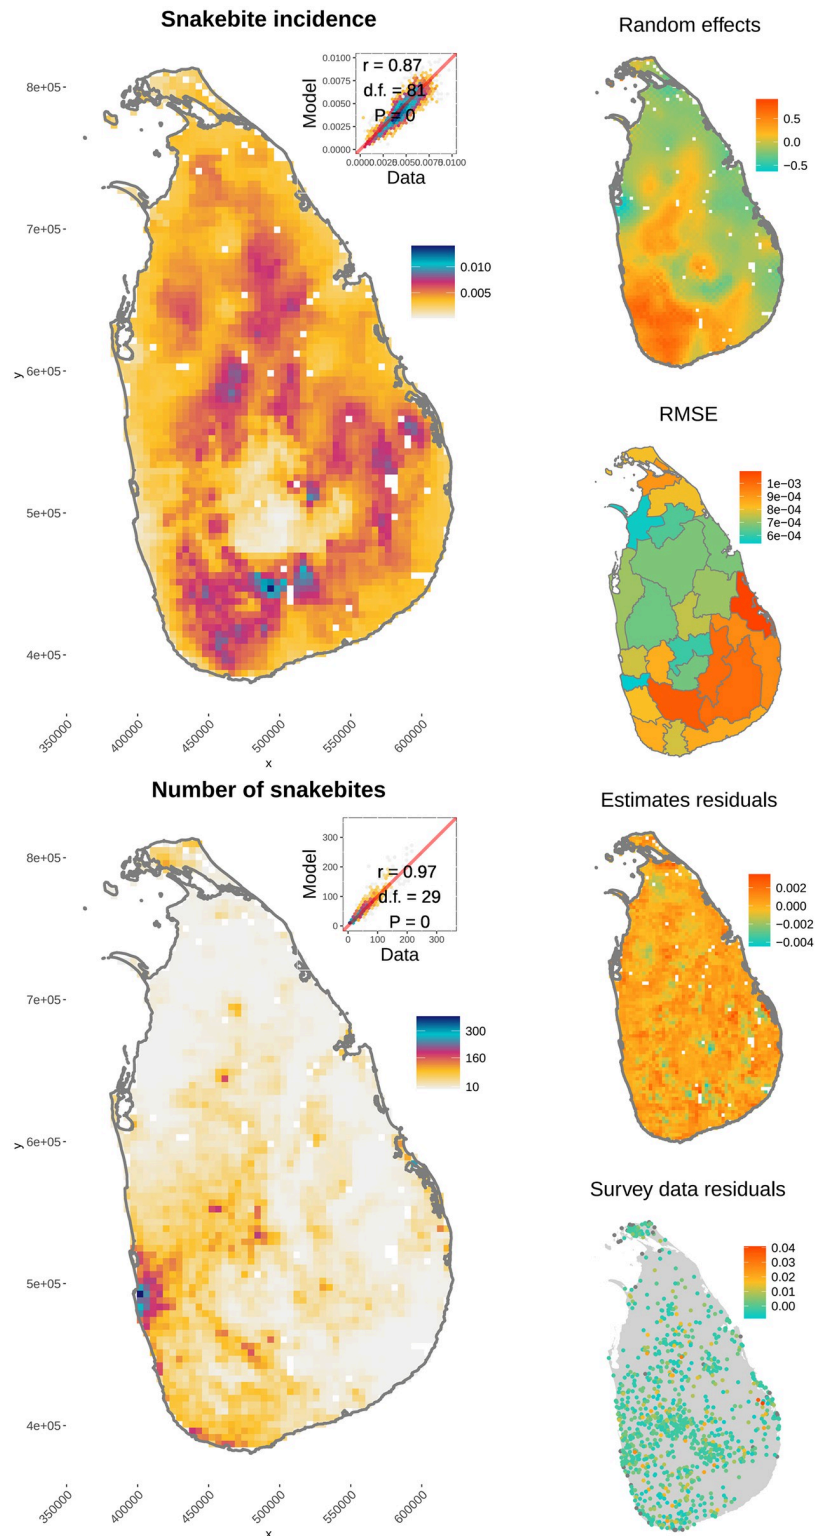 Snakebite incidence
Random effects
8e+05
7e+05
6e+05
5e+05
4e+05
y
350000
400000
450000
500000
550000
600000
x
0.0100
0.0075
0.0050
0.0025
0.0000
Model
r = 0.87
d.f. = 81
P = 0
Data
0.010
0.005
0.5
0.0
−0.5
RMSE
1e−03
9e−04
8e−04
7e−04
6e−04
Number of snakebites
8e+05
7e+05
6e+05
5e+05
4e+05
y
350000
400000
450000
500000
550000
600000
x
300
200
100
0
Model
r = 0.97
d.f. = 29
P = 0
0 100 200 300
Data
300
160
10
Estimates residuals
0.002
0.000
−0.002
−0.004
Survey data residuals
0.04
0.03
0.02
0.01
0.00